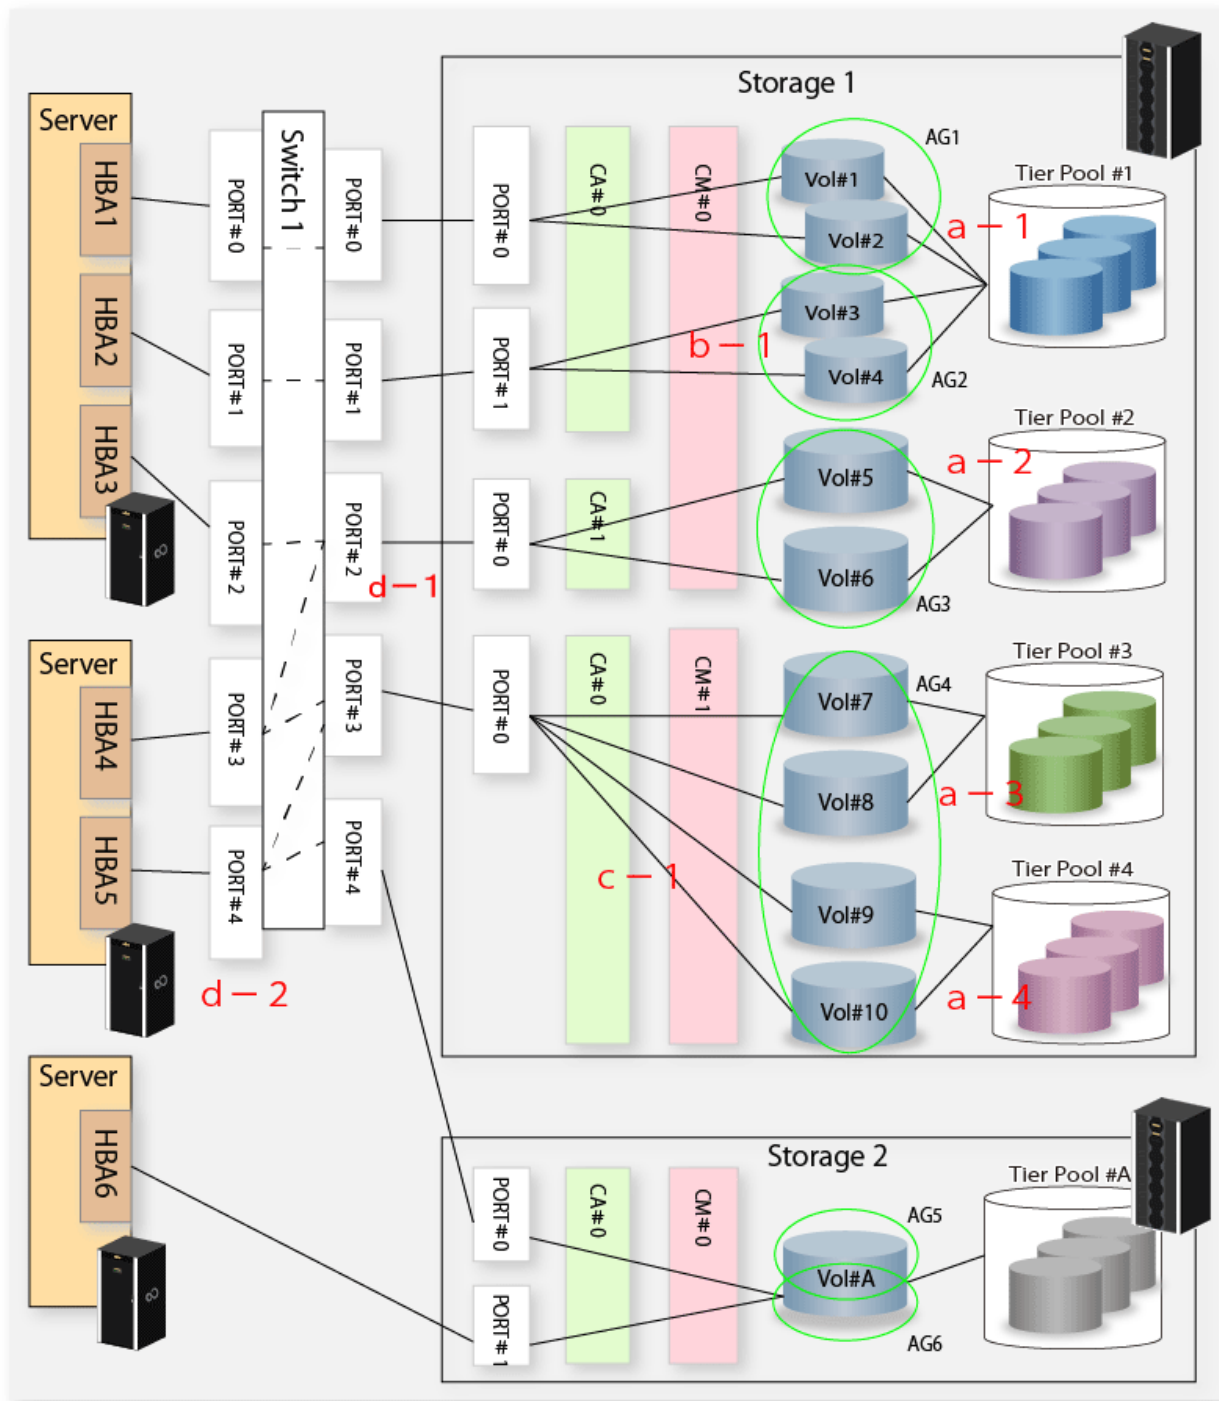 Storage 1
Server
HBA1
HBA2
HBA3
PORT#0
PORT#1
PORT#2
PORT#3
PORT#4
Switch 1
PORT#0
PORT#1
PORT#2
PORT#3
PORT#4
d-1
d-2
Server
HBA4
HBA5
Server
HBA6
PORT#0
PORT#1
PORT#0
PORT#0
CA#0
CA#1
CA#0
CM#0
CM#1
AG1
Vol#1
Vol#2
Vol#3
Vol#4
AG2
b-1
Vol#5
Vol#6
AG3
Vol#7
AG4
Vol#8
Vol#9
Vol#10
c-1
Tier Pool #1
a-1
Tier Pool #2
a-2
Tier Pool #3
a-3
Tier Pool #4
a-4
Storage 2
PORT#0
PORT#1
CA#0
CM#0
AG5
Vol#A
AG6
Tier Pool #A